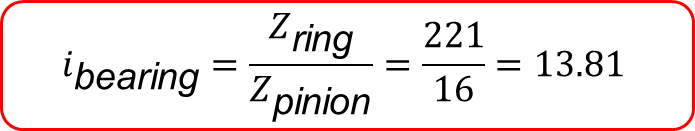 i_bearing = Z_ring / Z_pinion = 221 / 16 = 13.81